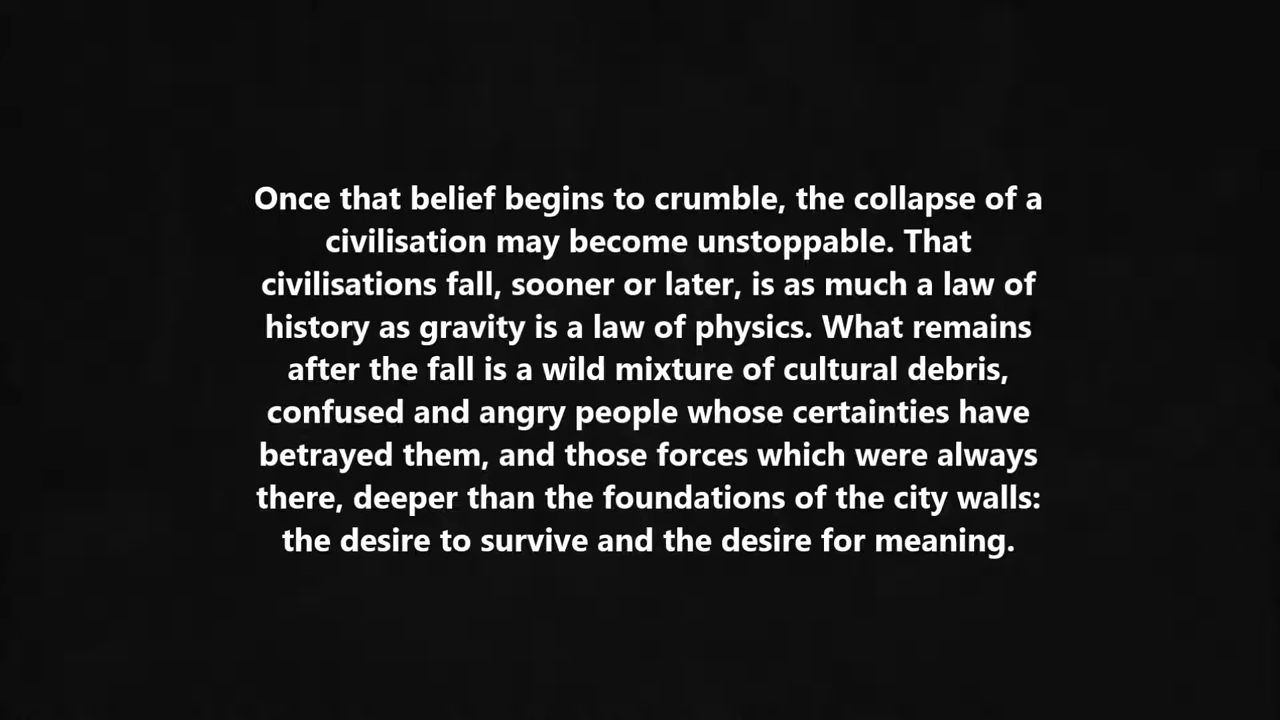 Once that belief begins to crumble, the collapse of a
civilisation may become unstoppable. That
civilisations fall, sooner or later, is as much a law of
history as gravity is a law of physics. What remains
after the fall is a wild mixture of cultural debris,
confused and angry people whose certainties have
betrayed them, and those forces which were always
there, deeper than the foundations of the city walls:
the desire to survive and the desire for meaning.